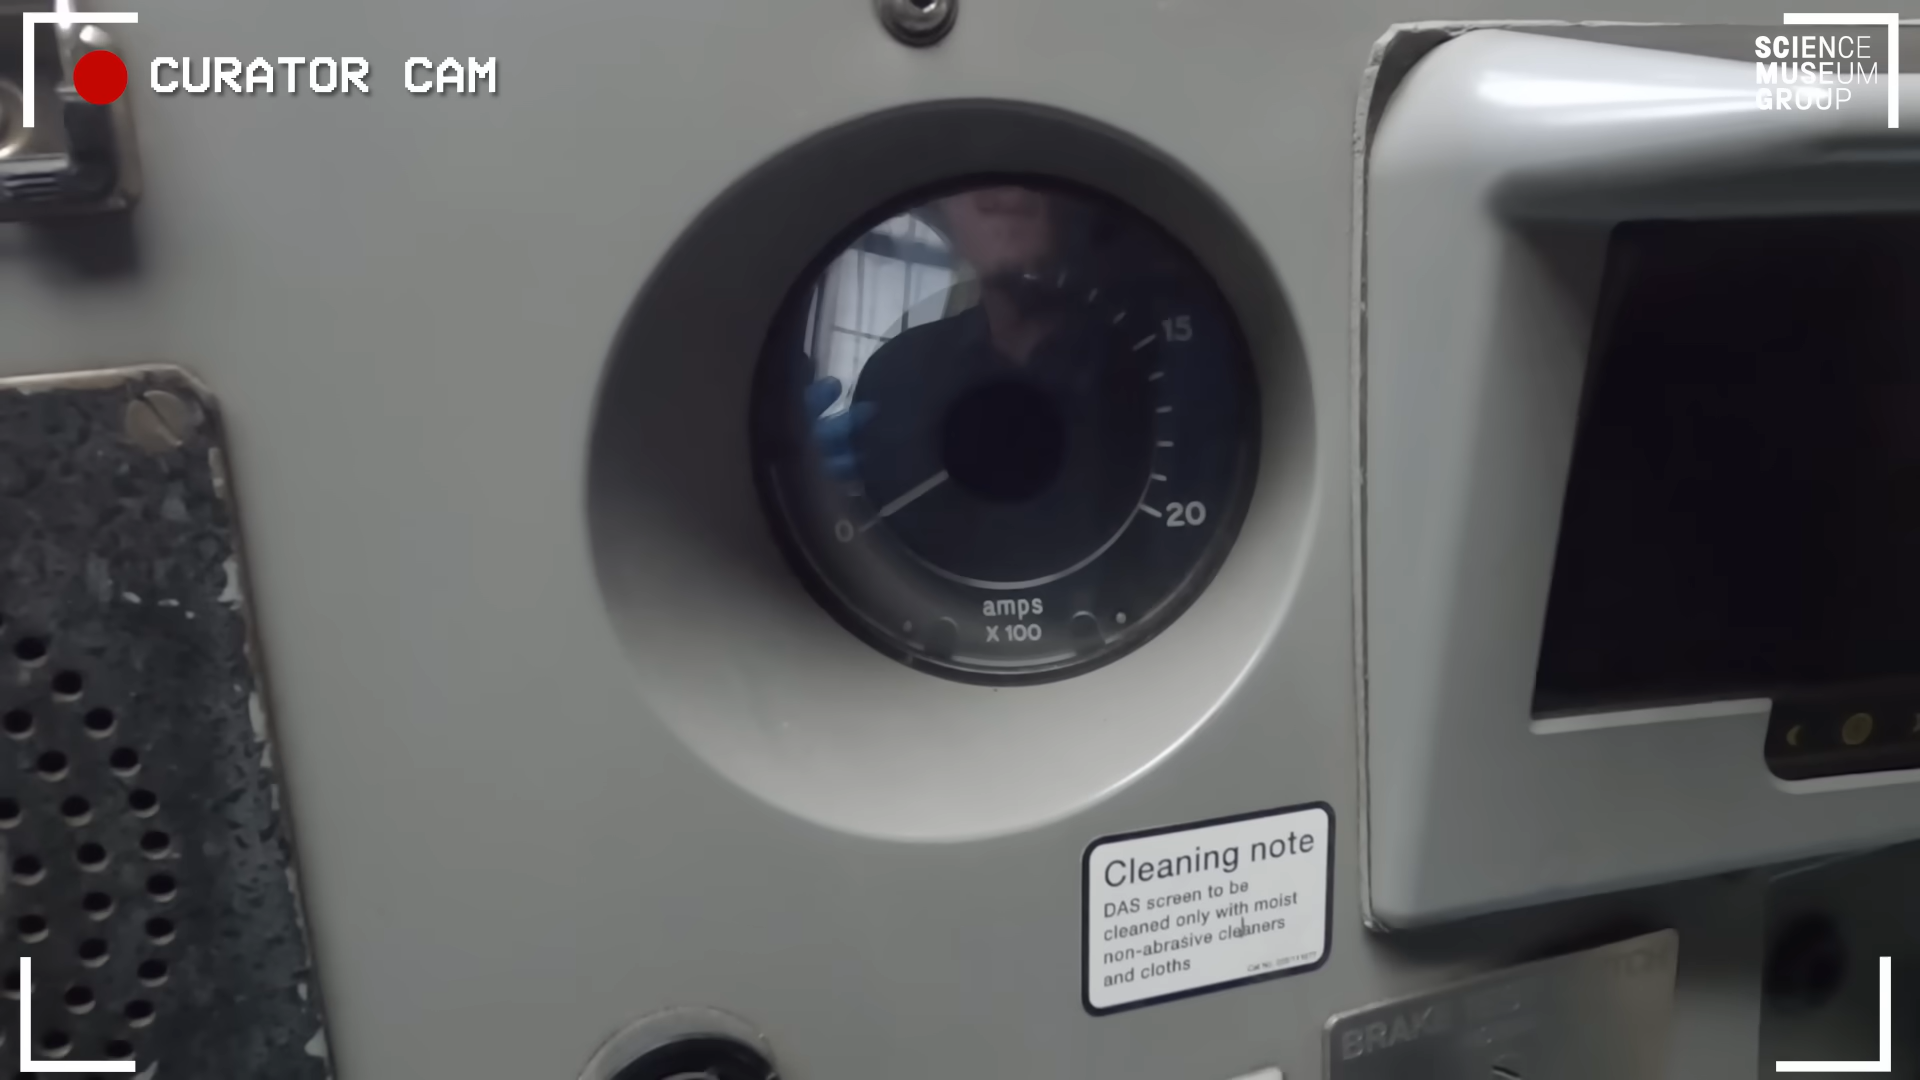 CURATOR CAM
SCIENCE
MUSEUM
GROUP
15
0
20
amps
X 100
Cleaning note
DAS screen to be
cleaned only with moist
non-abrasive cleaners
and cloths